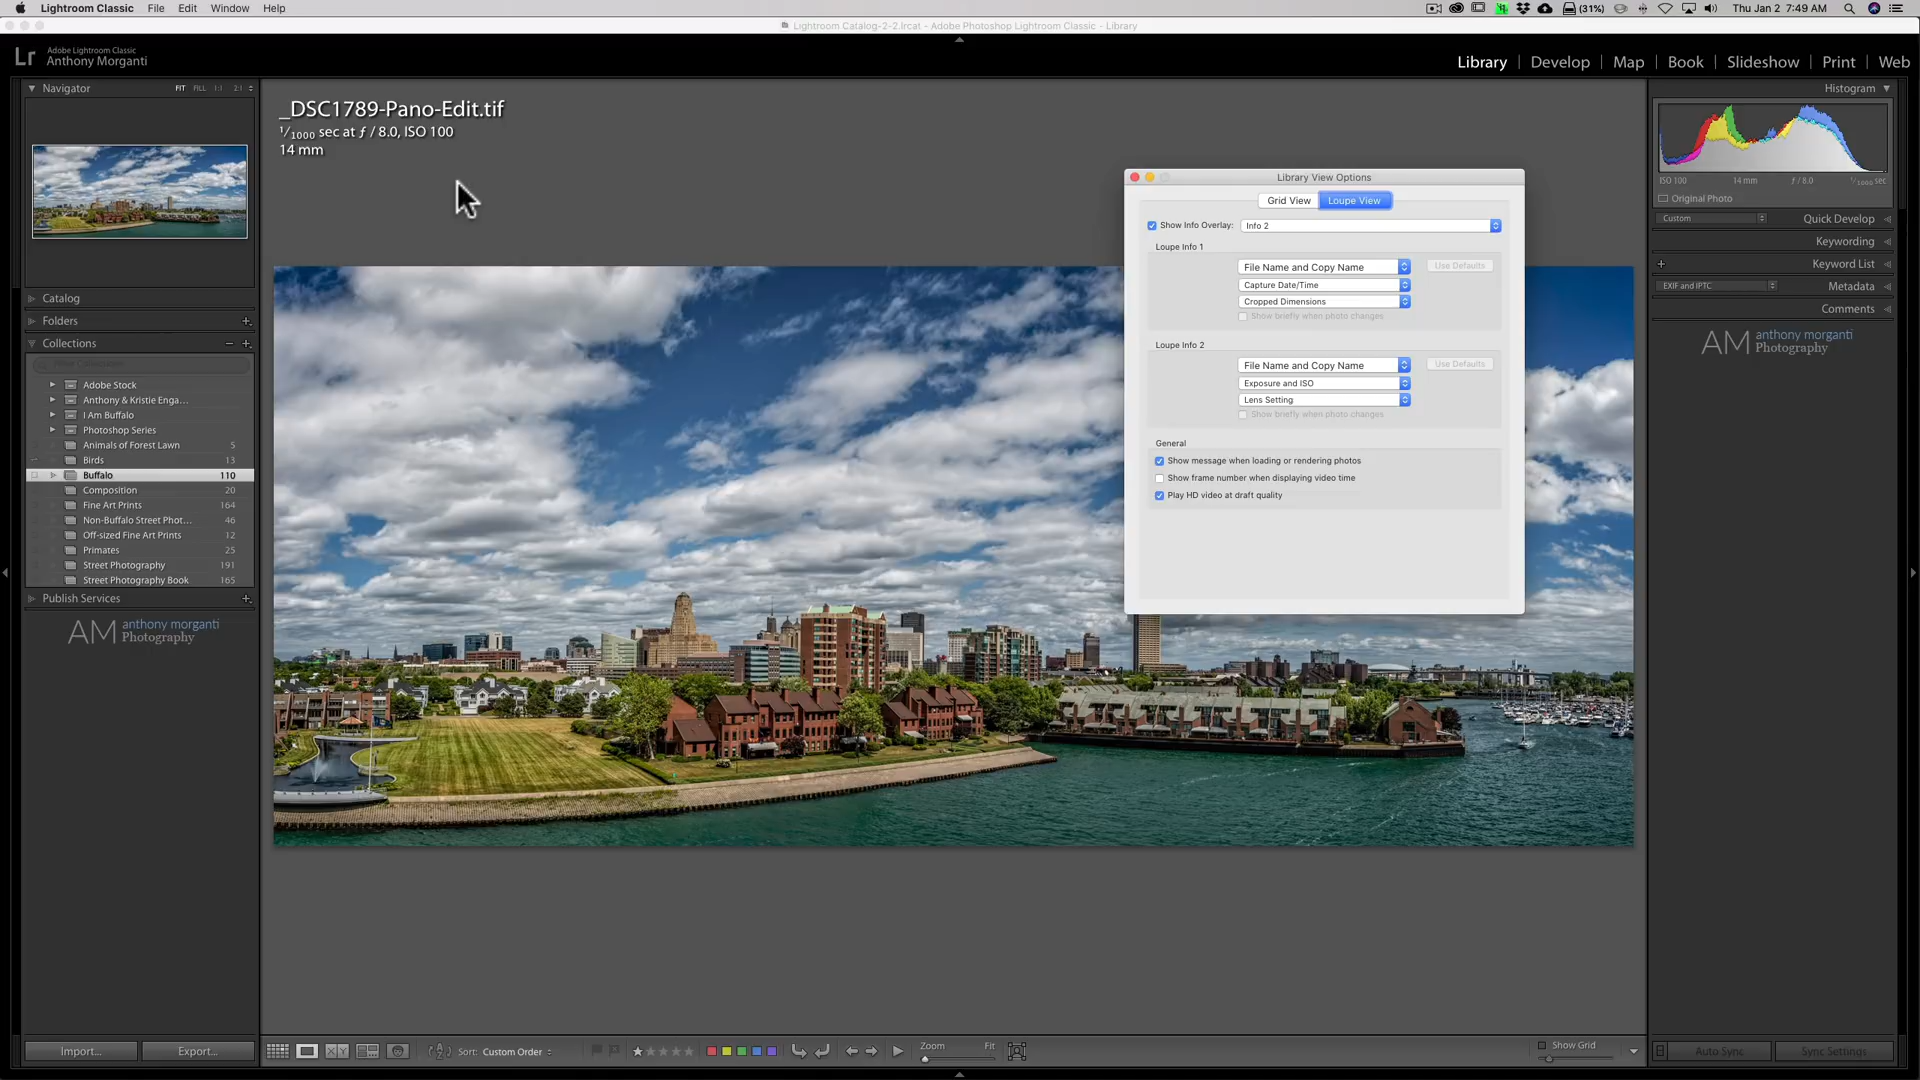 Lightroom Classic File Edit Window Help
(31%) Thu Jan 2 7:49 AM
Lightroom Catalog-2-2.lrcat - Adobe Photoshop Lightroom Classic - Library
Lr Adobe Lightroom Classic
Anthony Morganti
Library | Develop | Map | Book | Slideshow | Print | Web
Navigator FIT FILL 1:1 2:1
_DSC1789-Pano-Edit.tif
1/1000 sec at ƒ / 8.0, ISO 100
14 mm
Catalog
Folders
Collections
Adobe Stock
Anthony & Kristie Enga...
I Am Buffalo
Photoshop Series
Animals of Forest Lawn 5
Birds 13
Buffalo 110
Composition 20
Fine Art Prints 164
Non-Buffalo Street Phot... 46
Off-sized Fine Art Prints 12
Primates 25
Street Photography 191
Street Photography Book 165
Publish Services
AM anthony morganti
Photography
Import...
Export...
Library View Options
Grid View Loupe View
Show Info Overlay: Info 2
Loupe Info 1
File Name and Copy Name Use Defaults
Capture Date/Time
Cropped Dimensions
Show briefly when photo changes
Loupe Info 2
File Name and Copy Name Use Defaults
Exposure and ISO
Lens Setting
Show briefly when photo changes
General
Show message when loading or rendering photos
Show frame number when displaying video time
Play HD video at draft quality
Histogram
ISO 100 14 mm ƒ / 8.0 1/1000 sec
Original Photo
Custom Quick Develop
Keywording
Keyword List
EXIF and IPTC Metadata
Comments
AM anthony morganti
Photography
XY
Sort: Custom Order
Zoom Fit
Show Grid
Auto Sync
Sync Settings